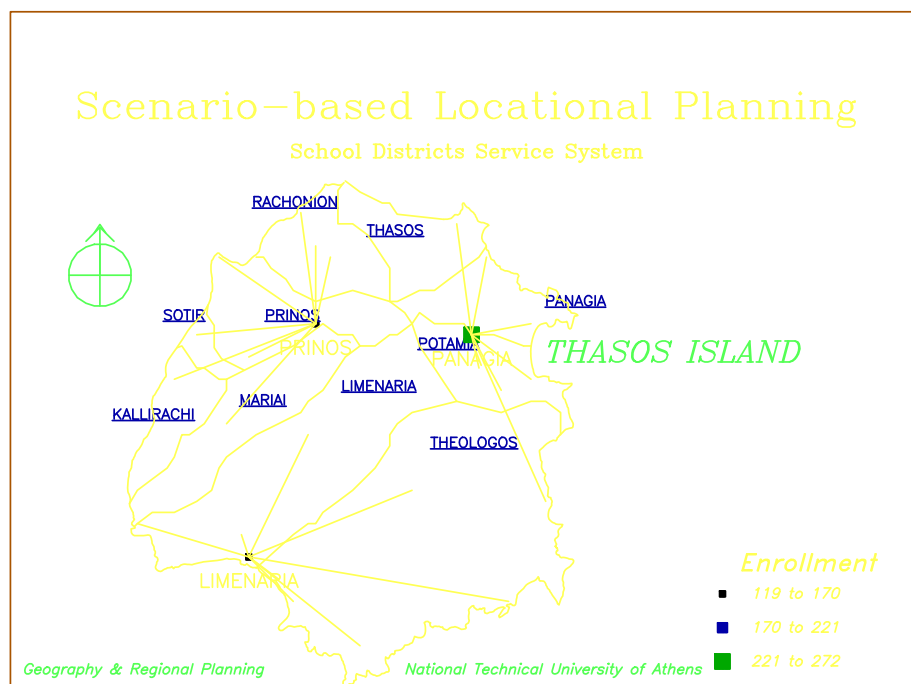 Scenario-based Locational Planning
School Districts Service System
RACHONION
THASOS
PANAGIA
SOTIR
PRINOS
PRINOS
POTAMIA
PANAGIA
THASOS ISLAND
LIMENARIA
MARIAI
KALLIRACHI
THEOLOGOS
LIMENARIA
Enrollment
119 to 170
170 to 221
221 to 272
Geography & Regional Planning
National Technical University of Athens